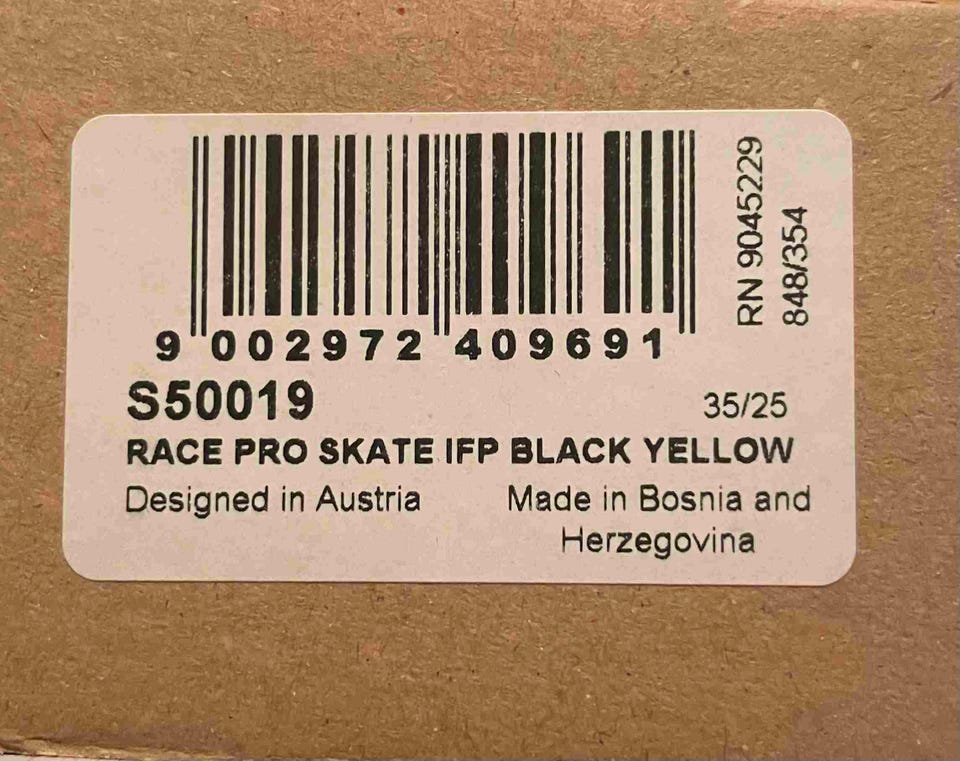 9 002972 409691
RN 9045229
848/354
S50019
35/25
RACE PRO SKATE IFP BLACK YELLOW
Designed in Austria
Made in Bosnia and
Herzegovina